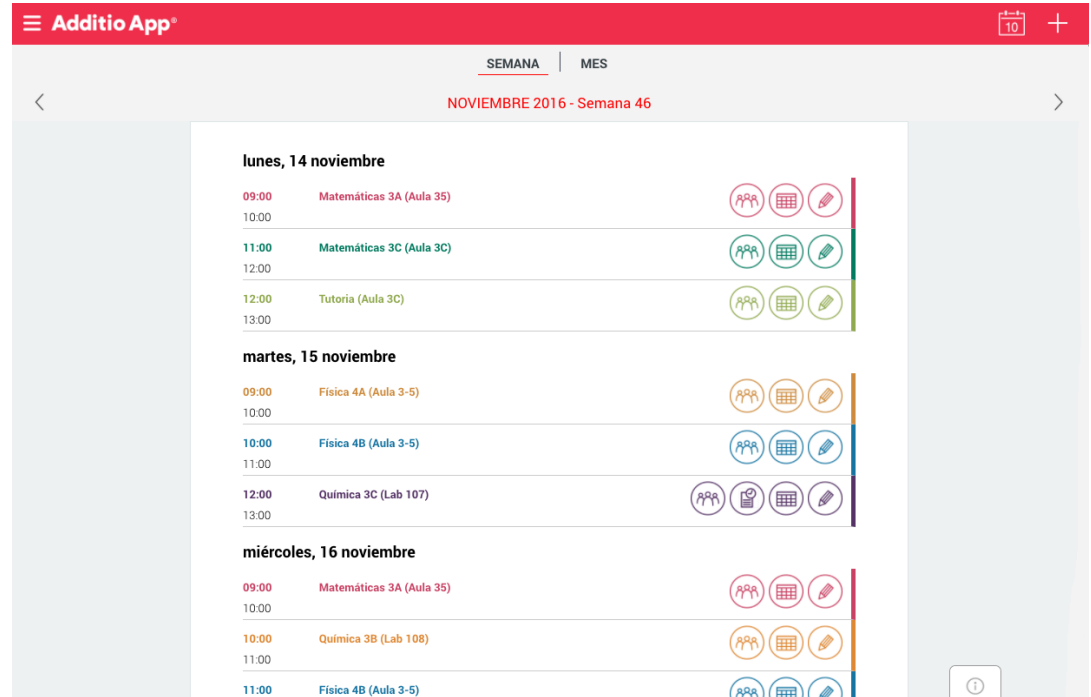 Additio App®
10
SEMANA | MES
NOVIEMBRE 2016 - Semana 46
lunes, 14 noviembre
09:00 Matemáticas 3A (Aula 35)
10:00
11:00 Matemáticas 3C (Aula 3C)
12:00
12:00 Tutoria (Aula 3C)
13:00
martes, 15 noviembre
09:00 Física 4A (Aula 3-5)
10:00
10:00 Física 4B (Aula 3-5)
11:00
12:00 Química 3C (Lab 107)
13:00
miércoles, 16 noviembre
09:00 Matemáticas 3A (Aula 35)
10:00
10:00 Química 3B (Lab 108)
11:00
11:00 Física 4B (Aula 3-5)